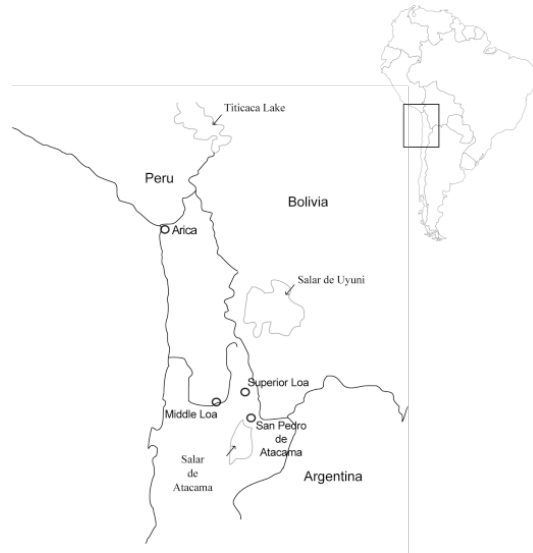 Titicaca Lake
Peru
Bolivia
Arica
Salar de Uyuni
Superior Loa
Middle Loa
San Pedro
de
Atacama
Salar
de
Atacama
Argentina